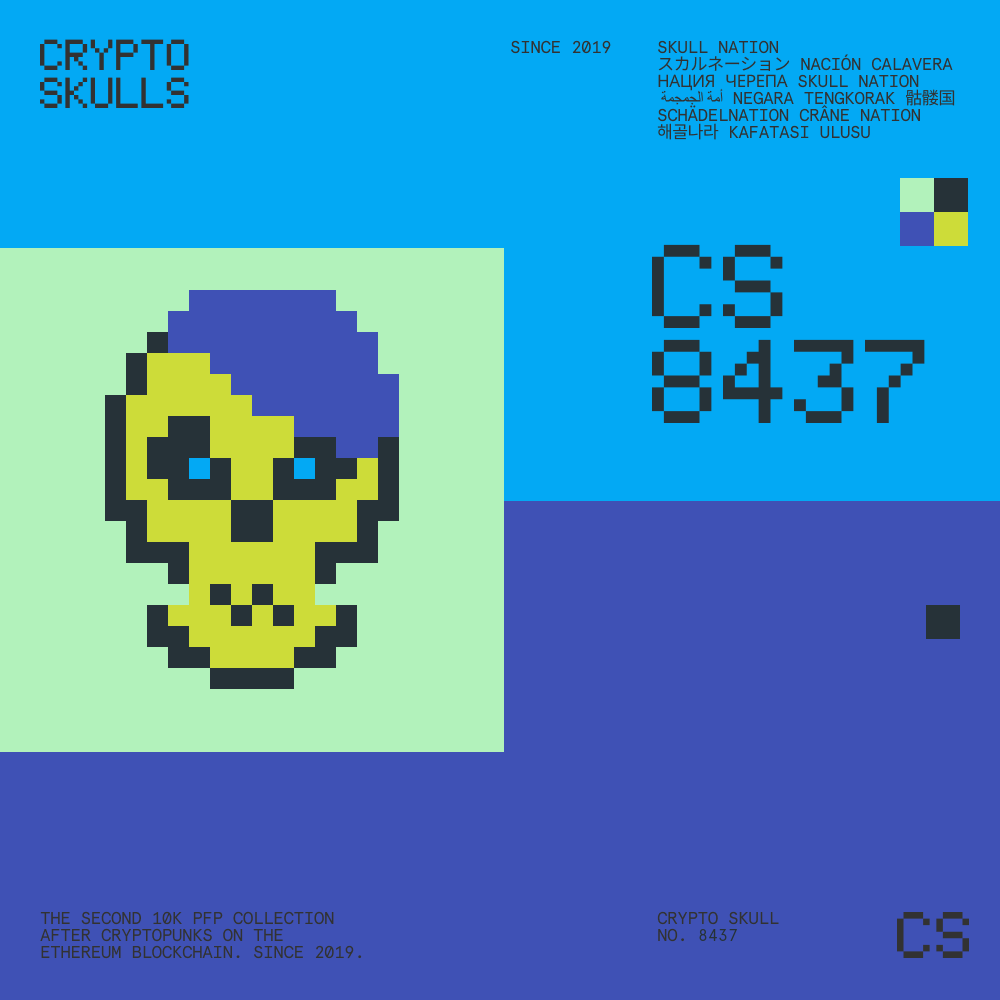 CRYPTO
SKULLS
SINCE 2019
SKULL NATION
スカルネーション NACIÓN CALAVERA
НАЦИЯ ЧЕРЕПА SKULL NATION
أمة الجمجمة NEGARA TENGKORAK 骷髅国
SCHÄDELNATION CRÂNE NATION
해골나라 KAFATASI ULUSU
CS
8437
THE SECOND 10K PFP COLLECTION
AFTER CRYPTOPUNKS ON THE
ETHEREUM BLOCKCHAIN. SINCE 2019.
CRYPTO SKULL
NO. 8437
CS